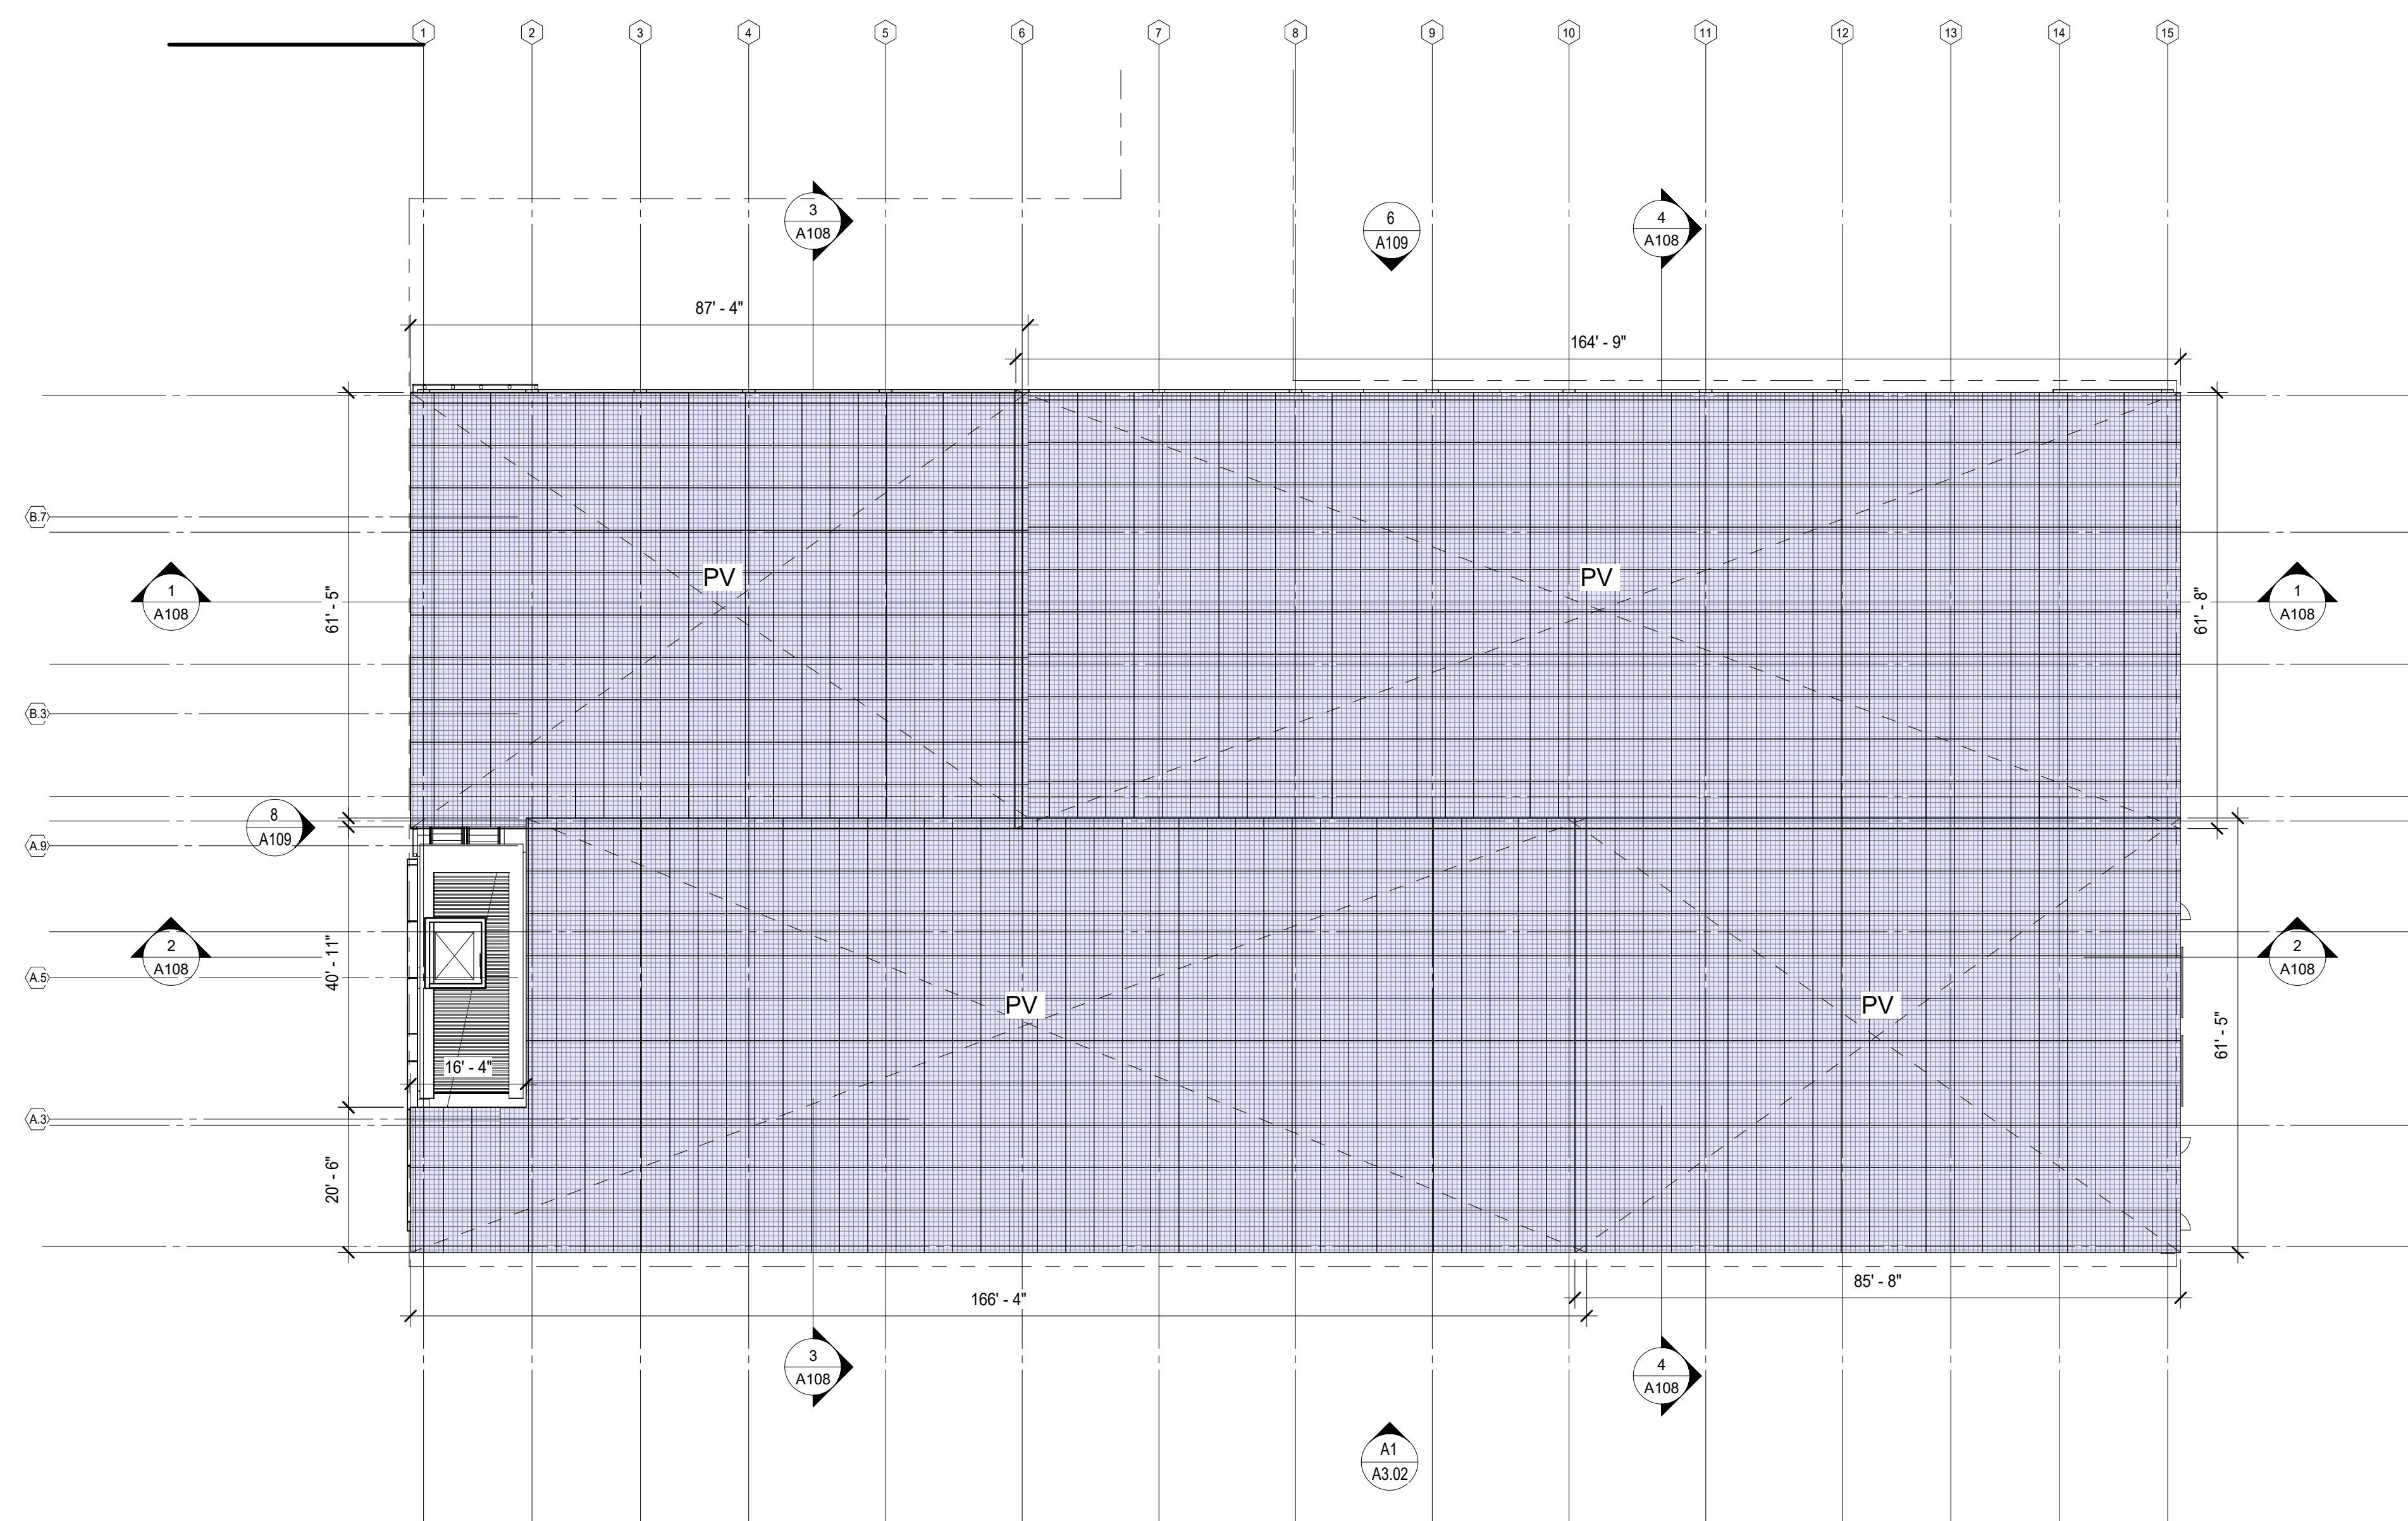 1 2 3 4 5 6 7 8 9 10 11 12 13 14 15
3
A108
6
A109
4
A108
87' - 4"
164' - 9"
B.7
PV
PV
1
A108
61' - 5"
61' - 8"
1
A108
B.3
8
A109
A.9
2
A108
40' - 11"
2
A108
A.5
PV
PV
61' - 5"
16' - 4"
A.3
20' - 6"
85' - 8"
166' - 4"
3
A108
4
A108
A1
A3.02